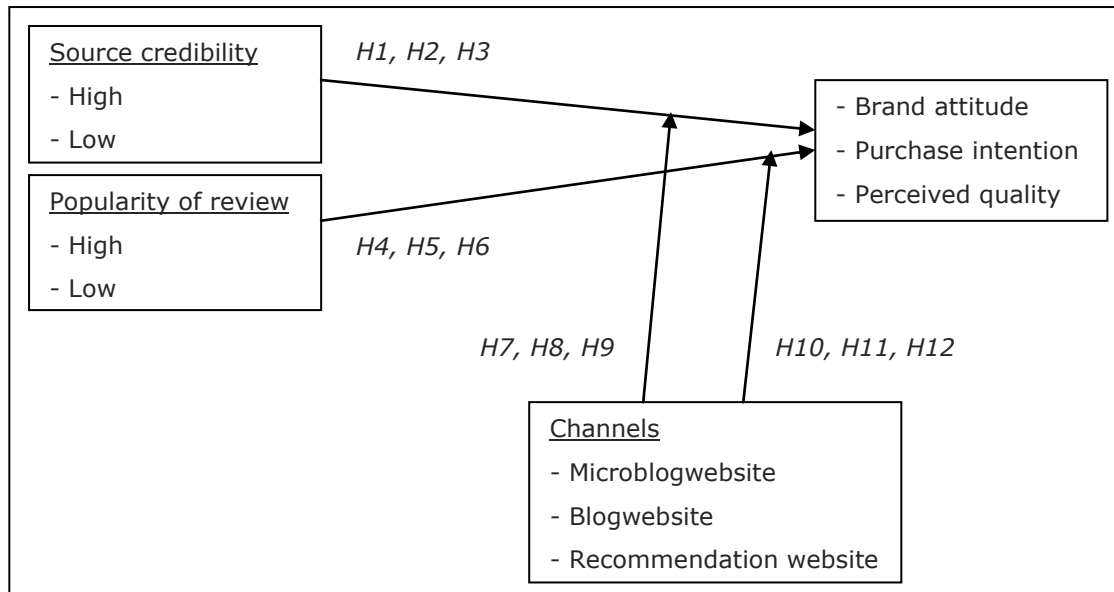 Source credibility
- High
- Low
H1, H2, H3
Popularity of review
- High
- Low
H4, H5, H6
- Brand attitude
- Purchase intention
- Perceived quality
H7, H8, H9
H10, H11, H12
Channels
- Microblogwebsite
- Blogwebsite
- Recommendation website